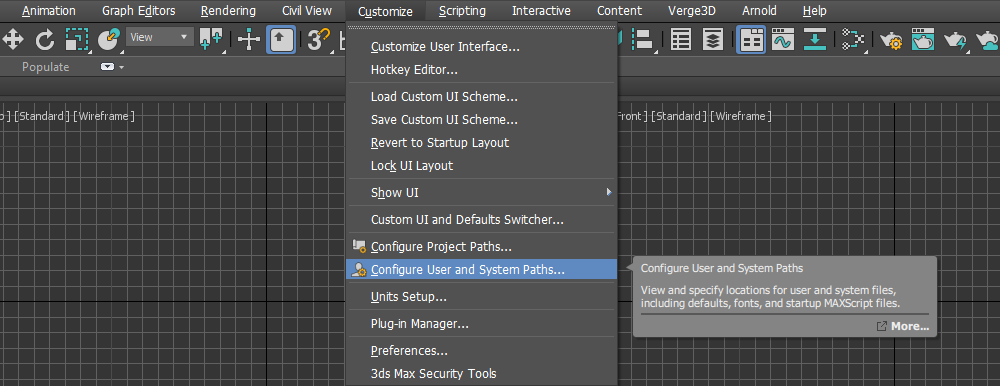 Animation Graph Editors Rendering Civil View Customize Scripting Interactive Content Verge3D Arnold Help
View
3
Populate
] [Standard] [Wireframe]
Front] [Standard] [Wireframe]
Customize User Interface...
Hotkey Editor...
Load Custom UI Scheme...
Save Custom UI Scheme...
Revert to Startup Layout
Lock UI Layout
Show UI
Custom UI and Defaults Switcher...
Configure Project Paths...
Configure User and System Paths...
Units Setup...
Plug-in Manager...
Preferences...
3ds Max Security Tools
Configure User and System Paths
View and specify locations for user and system files,
including defaults, fonts, and startup MAXScript files.
More...